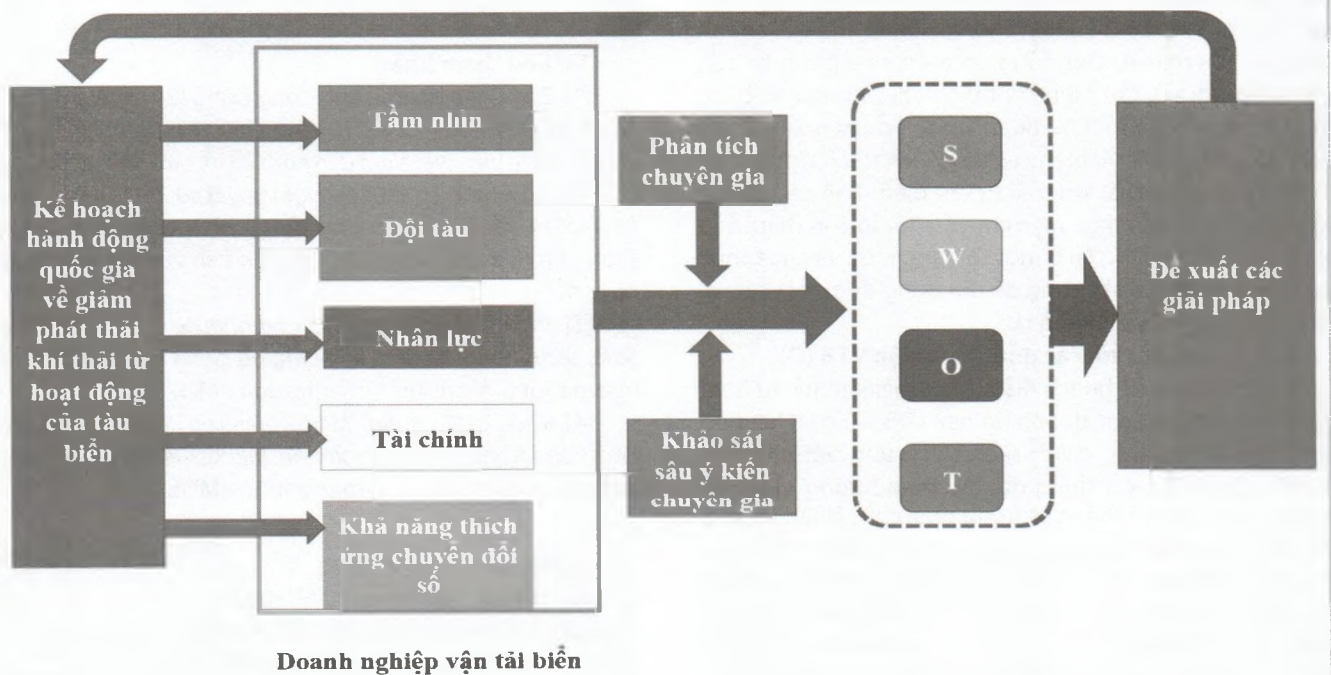 Kế hoạch
hành động
quốc gia
về giảm
phát thải
khí thải từ
hoạt động
của tàu
biển
Tầm nhìn
Đội tàu
Nhân lực
Tài chính
Khả năng thích
ứng chuyển đổi
số
Doanh nghiệp vận tải biển
Phân tích
chuyên gia
Khảo sát
sâu ý kiến
chuyên gia
S
W
O
T
Đề xuất các
giải pháp